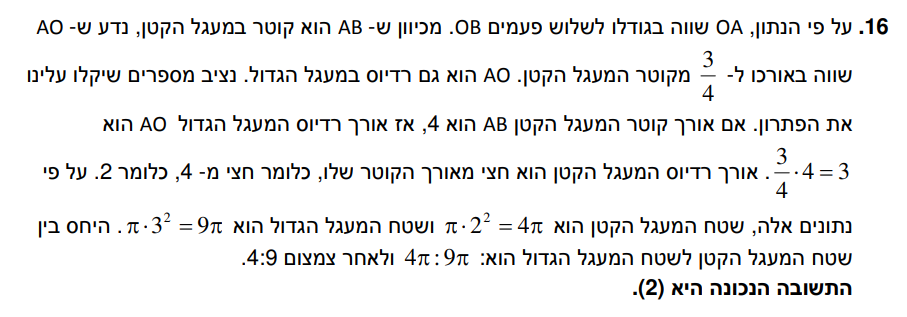 16. על פי הנתון, OA שווה בגודלו לשלוש פעמים OB. מכיוון ש- AB הוא קוטר במעגל הקטן, נדע ש- AO
שווה באורכו ל- 3/4 מקוטר המעגל הקטן. AO הוא גם רדיוס במעגל הגדול. נציב מספרים שיקלו עלינו
את הפתרון. אם אורך קוטר המעגל הקטן AB הוא 4, אז אורך רדיוס המעגל הגדול AO הוא
3/4 · 4 = 3. אורך רדיוס המעגל הקטן הוא חצי מאורך הקוטר שלו, כלומר חצי מ- 4, כלומר 2. על פי
נתונים אלה, שטח המעגל הקטן הוא π·2² = 4π ושטח המעגל הגדול הוא π·3² = 9π. היחס בין
שטח המעגל הקטן לשטח המעגל הגדול הוא: 4π:9π ולאחר צמצום 4:9.
התשובה הנכונה היא (2).